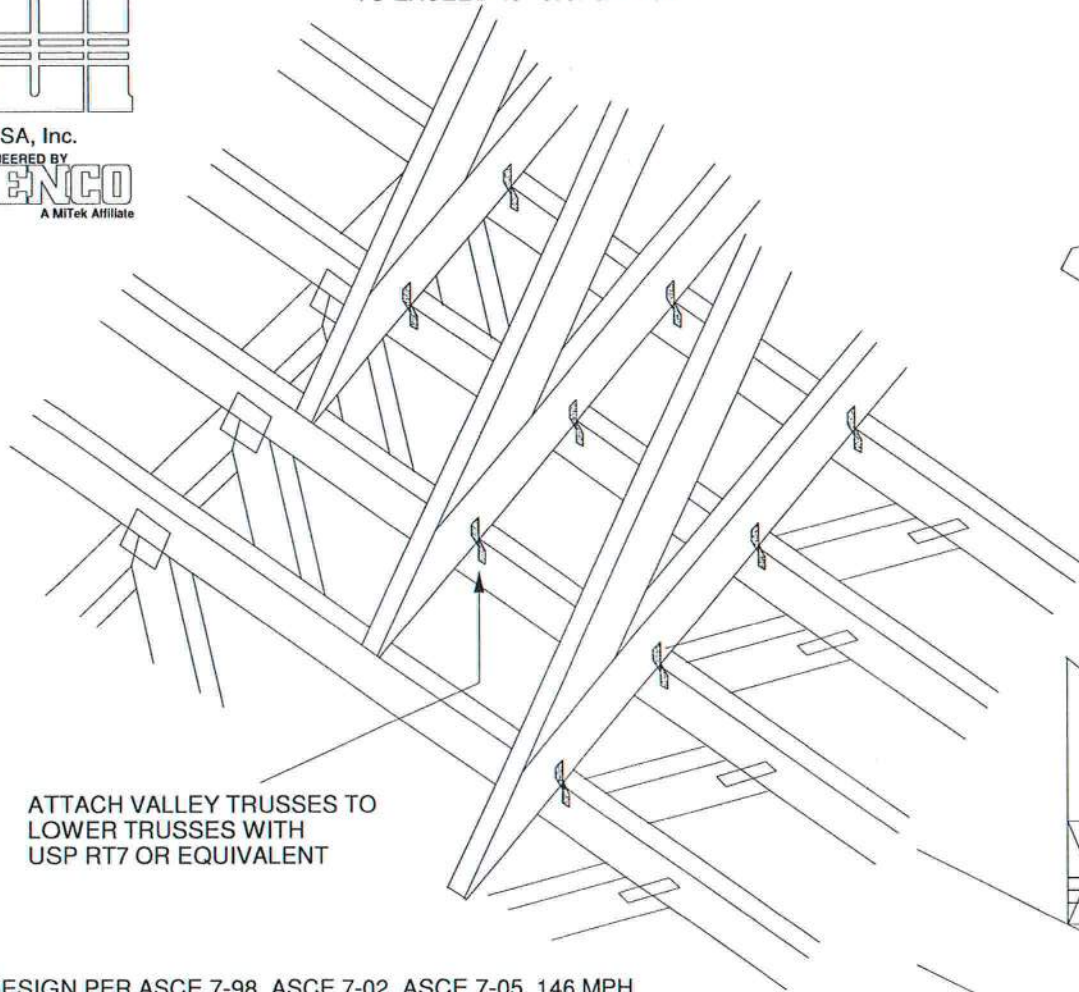 SA, Inc.
A MiTek Affiliate
ATTACH VALLEY TRUSSES TO
LOWER TRUSSES WITH
USP RT7 OR EQUIVALENT
PER ASCE 7-98, ASCE 7-02, ASCE 7-05 146 MPH